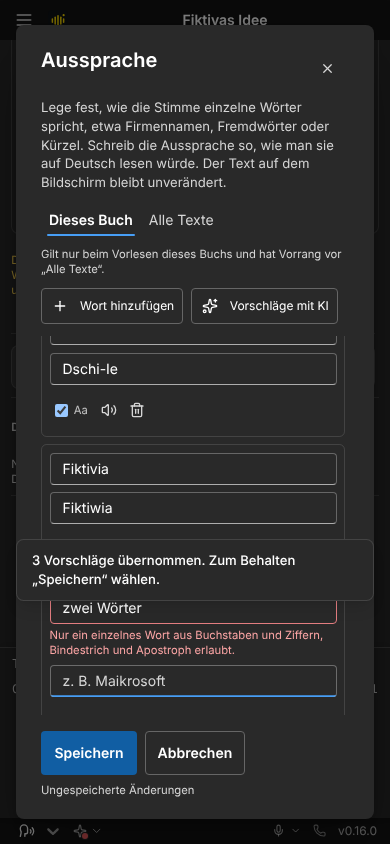 Fiktivas Idee
Aussprache
Lege fest, wie die Stimme einzelne Wörter
spricht, etwa Firmennamen, Fremdwörter oder
Kürzel. Schreib die Aussprache so, wie man sie
auf Deutsch lesen würde. Der Text auf dem
Bildschirm bleibt unverändert.
Dieses Buch Alle Texte
Gilt nur beim Vorlesen dieses Buchs und hat Vorrang vor
„Alle Texte“.
Wort hinzufügen Vorschläge mit KI
Dschi-le
Aa
Fiktivia
Fiktiwia
3 Vorschläge übernommen. Zum Behalten
„Speichern“ wählen.
zwei Wörter
Nur ein einzelnes Wort aus Buchstaben und Ziffern,
Bindestrich und Apostroph erlaubt.
z. B. Maikrosoft
Speichern Abbrechen
Ungespeicherte Änderungen
v0.16.0